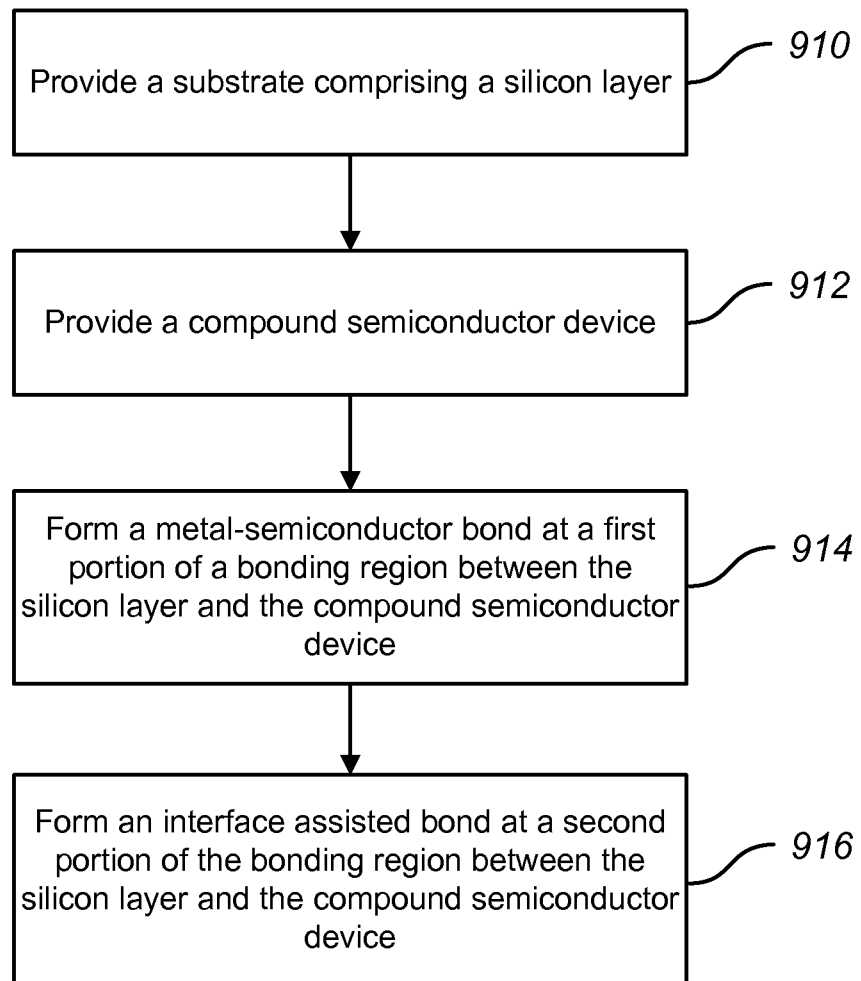 Provide a substrate comprising a silicon layer
910
Provide a compound semiconductor device
912
Form a metal-semiconductor bond at a first
portion of a bonding region between the
silicon layer and the compound semiconductor
device
914
Form an interface assisted bond at a second
portion of the bonding region between the
silicon layer and the compound semiconductor
device
916